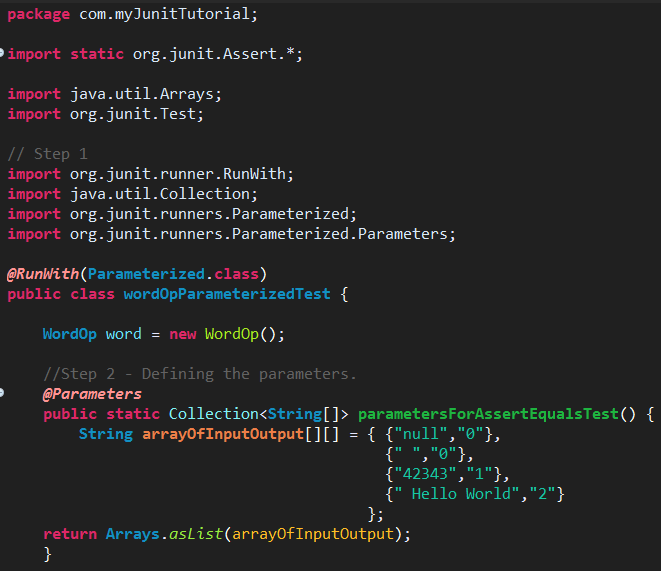 package com.myJunitTutorial;
import static org.junit.Assert.*;
import java.util.Arrays;
import org.junit.Test;
// Step 1
import org.junit.runner.RunWith;
import java.util.Collection;
import org.junit.runners.Parameterized;
import org.junit.runners.Parameterized.Parameters;
@RunWith(Parameterized.class)
public class wordOpParameterizedTest {
WordOp word = new WordOp();
//Step 2 - Defining the parameters.
@Parameters
public static Collection<String[]> parametersForAssertEqualsTest() {
String arrayOfInputOutput[][] = { {"null","0"},
{" ","0"},
{"42343","1"},
{" Hello World","2"}
};
return Arrays.asList(arrayOfInputOutput);
}